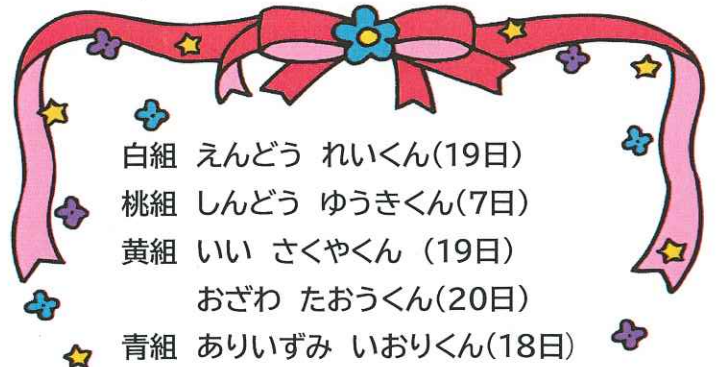 白組 えんどう れいくん(19日)
桃組 しんどう ゆうきくん(7日)
黄組 いい さくやくん (19日)
おざわ たおうくん(20日)
青組 ありいずみ いおりくん(18日)